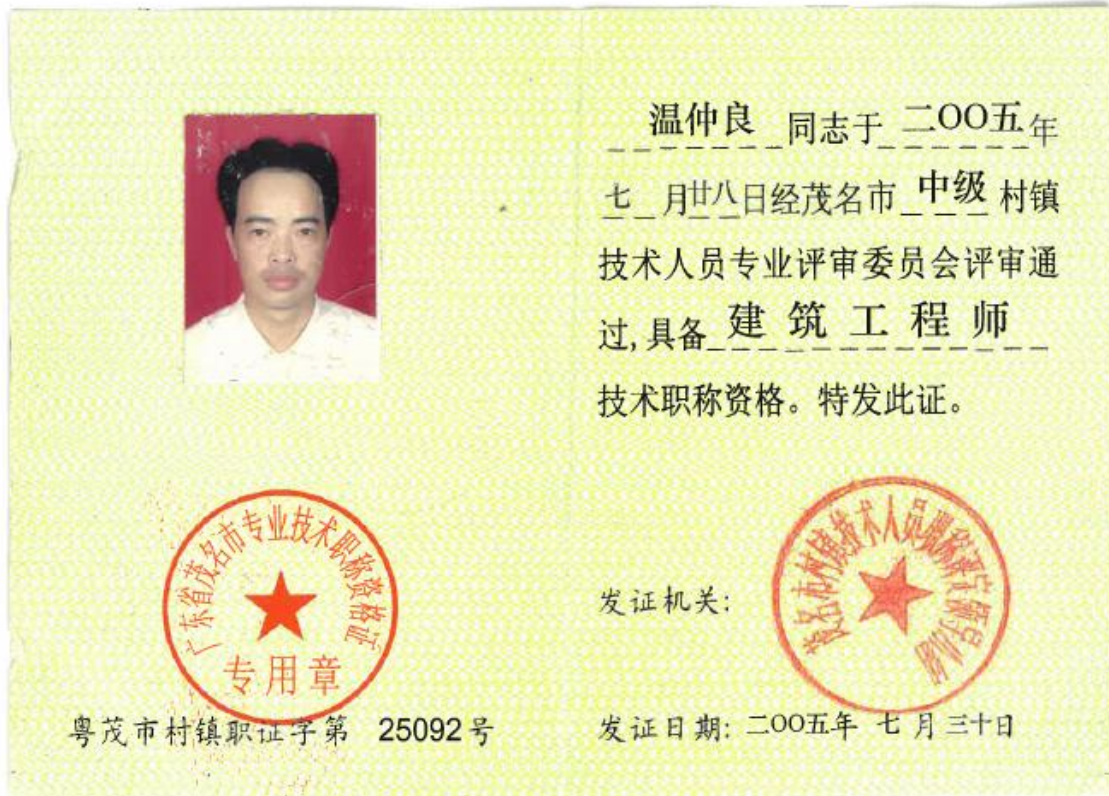 温仲良 同志于 二OO五年
七 月廿八日经茂名市 中级 村镇
技术人员专业评审委员会评审通
过,具备 建筑工程师
技术职称资格。特发此证。
广东省茂名市专业技术职称资格证
专用章
粤茂市村镇职证字第 25092号
发证机关:
发证日期: 二OO五年 七 月 三十日